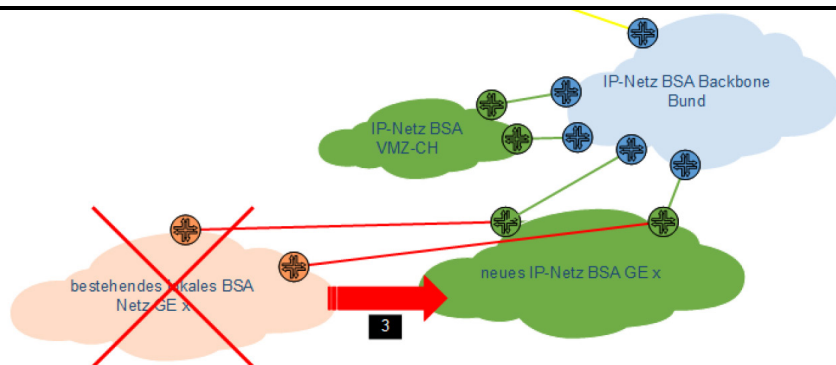 IP-Netz BSA Backbone
Bund
IP-Netz BSA
VMZ-CH
neues IP-Netz BSA GE x
bestehendes lokales BSA
Netz GE x
3